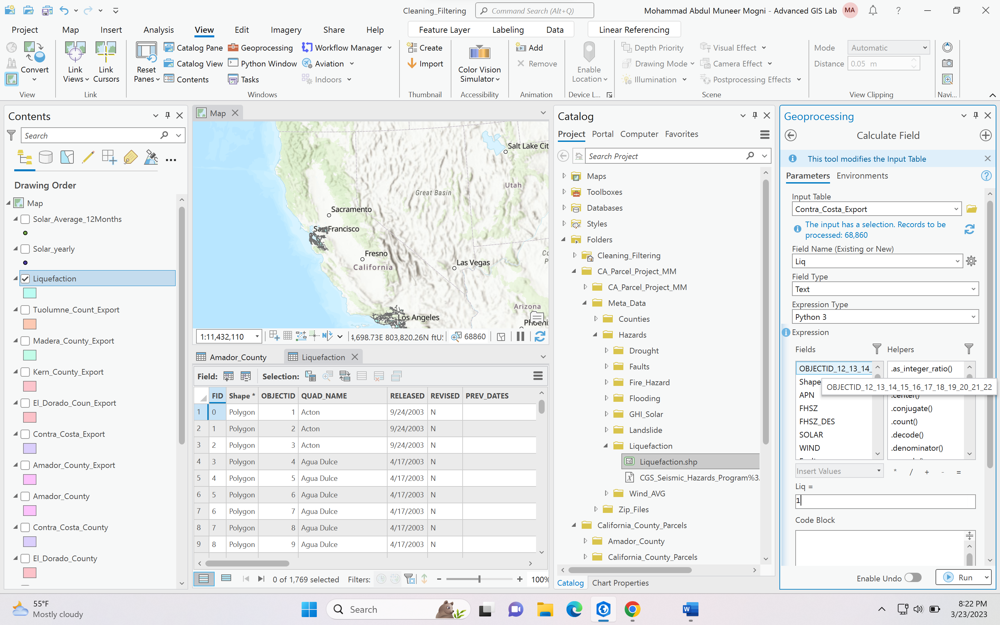 Cleaning_Filtering
Command Search (Alt+Q)
Mohammad Abdul Muneer Mogni - Advanced GIS Lab
MA
?
Project
Map
Insert
Analysis
View
Edit
Imagery
Share
Help
Feature Layer
Labeling
Data
Linear Referencing
Convert
View
Link Views
Link Cursors
Link
Reset Panes
Catalog Pane
Catalog View
Contents
Geoprocessing
Python Window
Tasks
Workflow Manager
Aviation
Indoors
Windows
Create
Import
Thumbnail
Color Vision Simulator
Accessibility
Add
Remove
Animation
Enable Location
Device L...
Depth Priority
Drawing Mode
Illumination
Visual Effect
Camera Effect
Postprocessing Effects
Scene
Mode
Automatic
Distance
0.05 m
View Clipping
Navi...
Contents
Search
Drawing Order
Map
Solar_Average_12Months
Solar_yearly
Liquefaction
Tuolumne_Count_Export
Madera_County_Export
Kern_County_Export
El_Dorado_Coun_Export
Contra_Costa_Export
Amador_County_Export
Amador_County
Contra_Costa_County
El_Dorado_County
Map
Salt Lake Cit
Utah
Great Basin
Sacramento
San Francisco
Fresno
California
Las Vegas
Arizona
Los Angeles
1:11,432,110
4,698.73E 803,820.26N ftUS
68860
Amador_County
Liquefaction
Field:
Selection:
FID Shape * OBJECTID QUAD_NAME RELEASED REVISED PREV_DATES
1 0 Polygon 1 Acton 9/24/2003 N
2 1 Polygon 2 Acton 9/24/2003 N
3 2 Polygon 3 Acton 9/24/2003 N
4 3 Polygon 4 Agua Dulce 4/17/2003 N
5 4 Polygon 5 Agua Dulce 4/17/2003 N
6 5 Polygon 6 Agua Dulce 4/17/2003 N
7 6 Polygon 7 Agua Dulce 4/17/2003 N
8 7 Polygon 8 Agua Dulce 4/17/2003 N
9 8 Polygon 9 Agua Dulce 4/17/2003 N
0 of 1,769 selected
Filters:
100%
Catalog
Project
Portal
Computer
Favorites
Search Project
Maps
Toolboxes
Databases
Styles
Folders
Cleaning_Filtering
CA_Parcel_Project_MM
CA_Parcel_Project_MM
Meta_Data
Counties
Hazards
Drought
Faults
Fire_Hazard
Flooding
GHI_Solar
Landslide
Liquefaction
Liquefaction.shp
CGS_Seismic_Hazards_Program%3
Wind_AVG
Zip_Files
California_County_Parcels
Amador_County
California_County_Parcels
Catalog
Chart Properties
Geoprocessing
Calculate Field
This tool modifies the Input Table
Parameters
Environments
Input Table
Contra_Costa_Export
The input has a selection. Records to be
processed: 68,860
Field Name (Existing or New)
Liq
Field Type
Text
Expression Type
Python 3
Expression
Fields
Helpers
OBJECTID_12_13_14_
Shape
APN
FHSZ
FHSZ_DES
SOLAR
WIND
.as_integer_ratio()
OBJECTID_12_13_14_15_16_17_18_19_20_21_22
.center()
.conjugate()
.count()
.decode()
.denominator()
Insert Values
* / + - =
Liq =
1
Code Block
Enable Undo
Run
55°F
Mostly cloudy
Search
8:22 PM
3/23/2023